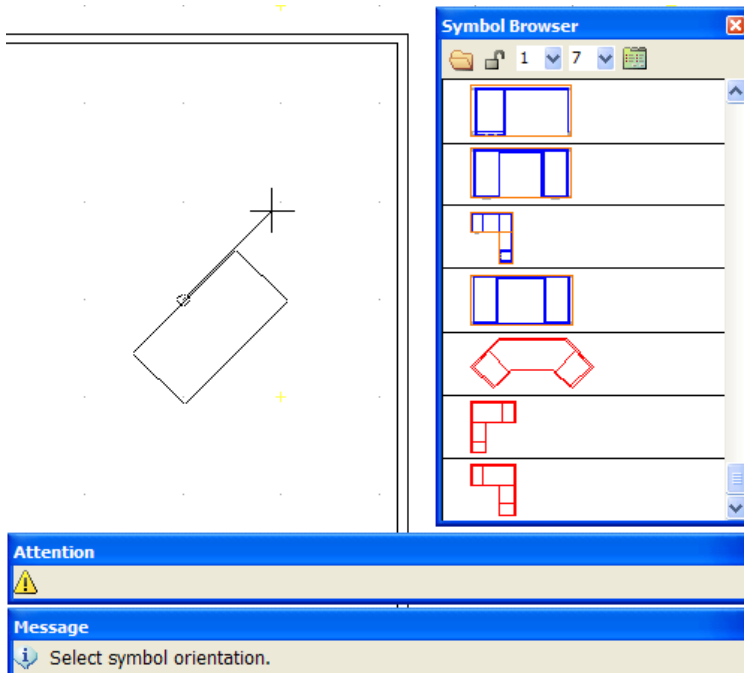 Symbol Browser
1 7
Attention
Message
Select symbol orientation.